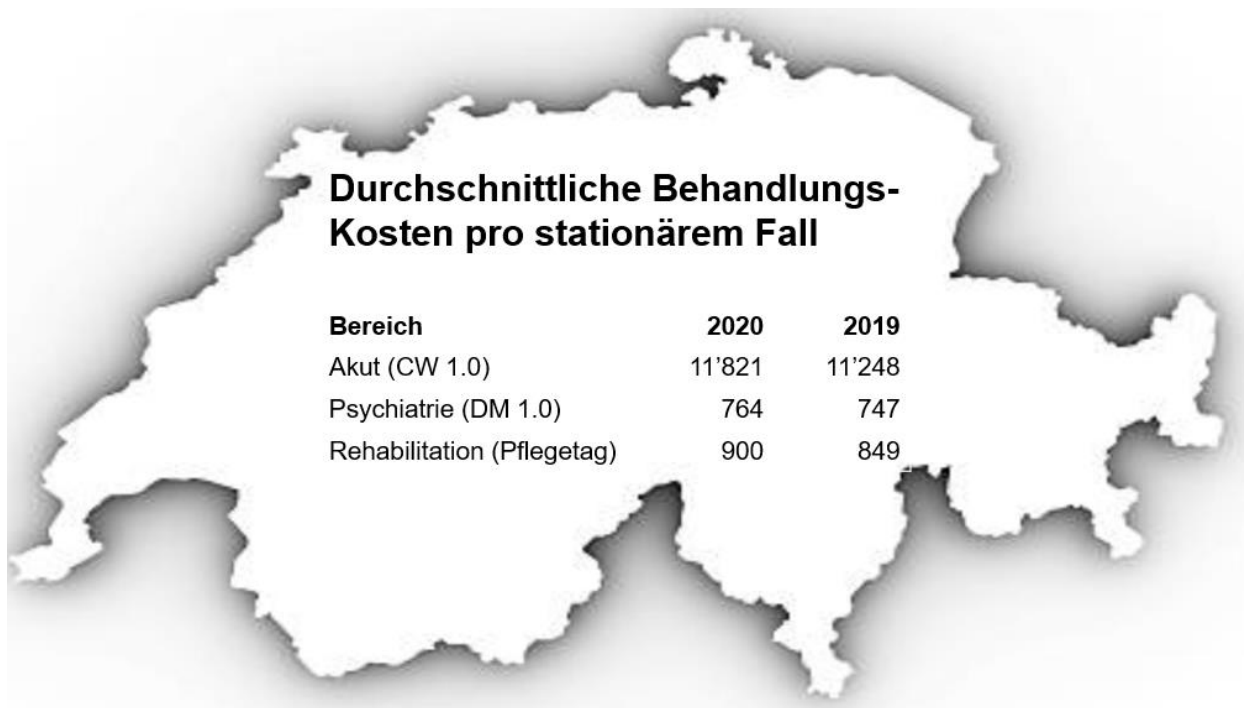 Durchschnittliche Behandlungs-
Kosten pro stationärem Fall
Bereich 2020 2019
Akut (CW 1.0) 11’821 11’248
Psychiatrie (DM 1.0) 764 747
Rehabilitation (Pflegetag) 900 849